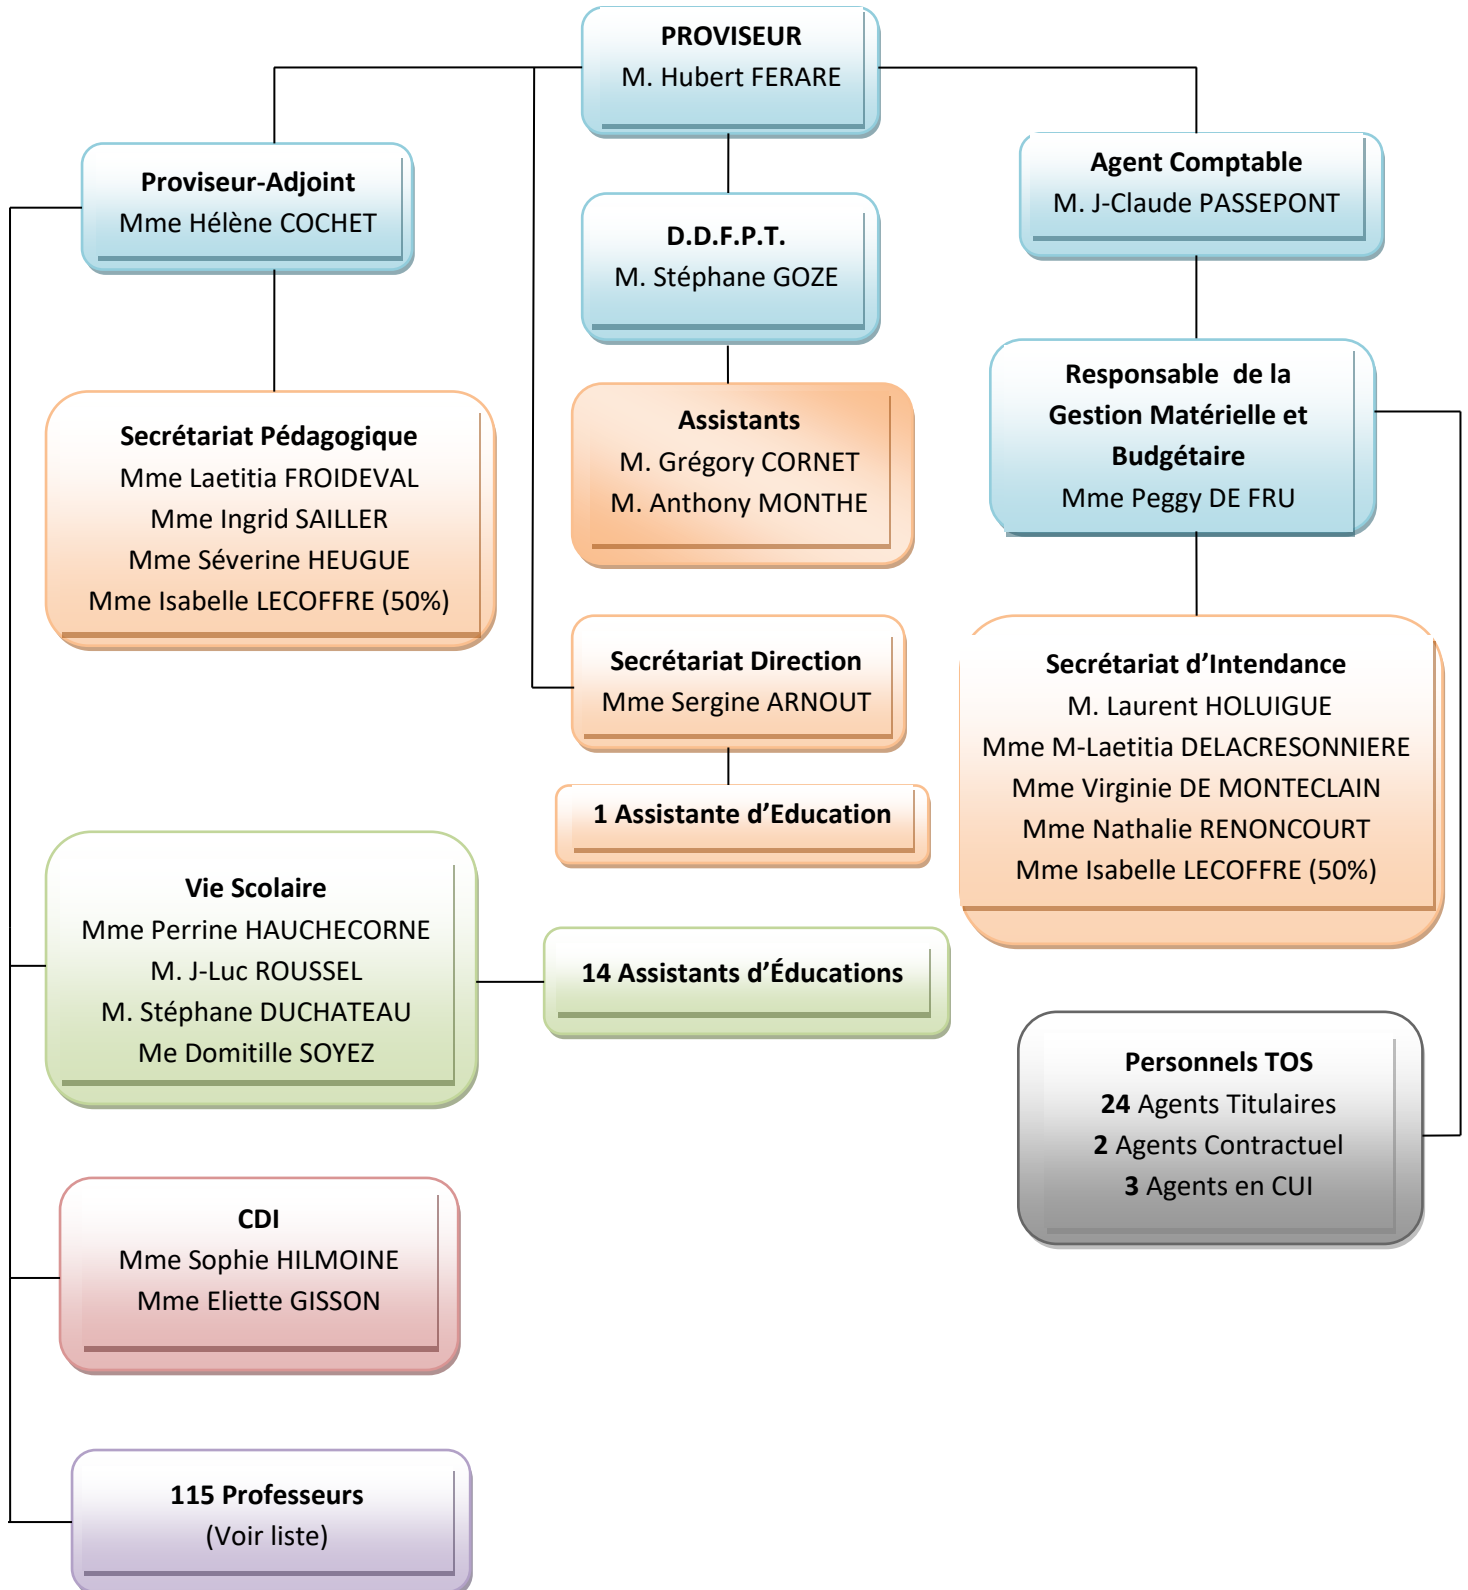 PROVISEUR
M. Hubert FERARE
Proviseur-Adjoint
Mme Hélène COCHET
D.D.F.P.T.
M. Stéphane GOZE
Agent Comptable
M. J-Claude PASSEPONT
Secrétariat Pédagogique
Mme Laetitia FROIDEVAL
Mme Ingrid SAILLER
Mme Séverine HEUGUE
Mme Isabelle LECOFFRE (50%)
Assistants
M. Grégory CORNET
M. Anthony MONTHE
Responsable de la
Gestion Matérielle et
Budgétaire
Mme Peggy DE FRU
Secrétariat Direction
Mme Sergine ARNOUT
1 Assistante d’Education
Secrétariat d’Intendance
M. Laurent HOLUIGUE
Mme M-Laetitia DELACRESONNIERE
Mme Virginie DE MONTECLAIN
Mme Nathalie RENONCOURT
Mme Isabelle LECOFFRE (50%)
Vie Scolaire
Mme Perrine HAUCHECORNE
M. J-Luc ROUSSEL
M. Stéphane DUCHATEAU
Me Domitille SOYEZ
14 Assistants d’Éducations
Personnels TOS
24 Agents Titulaires
2 Agents Contractuel
3 Agents en CUI
CDI
Mme Sophie HILMOINE
Mme Eliette GISSON
115 Professeurs
(Voir liste)